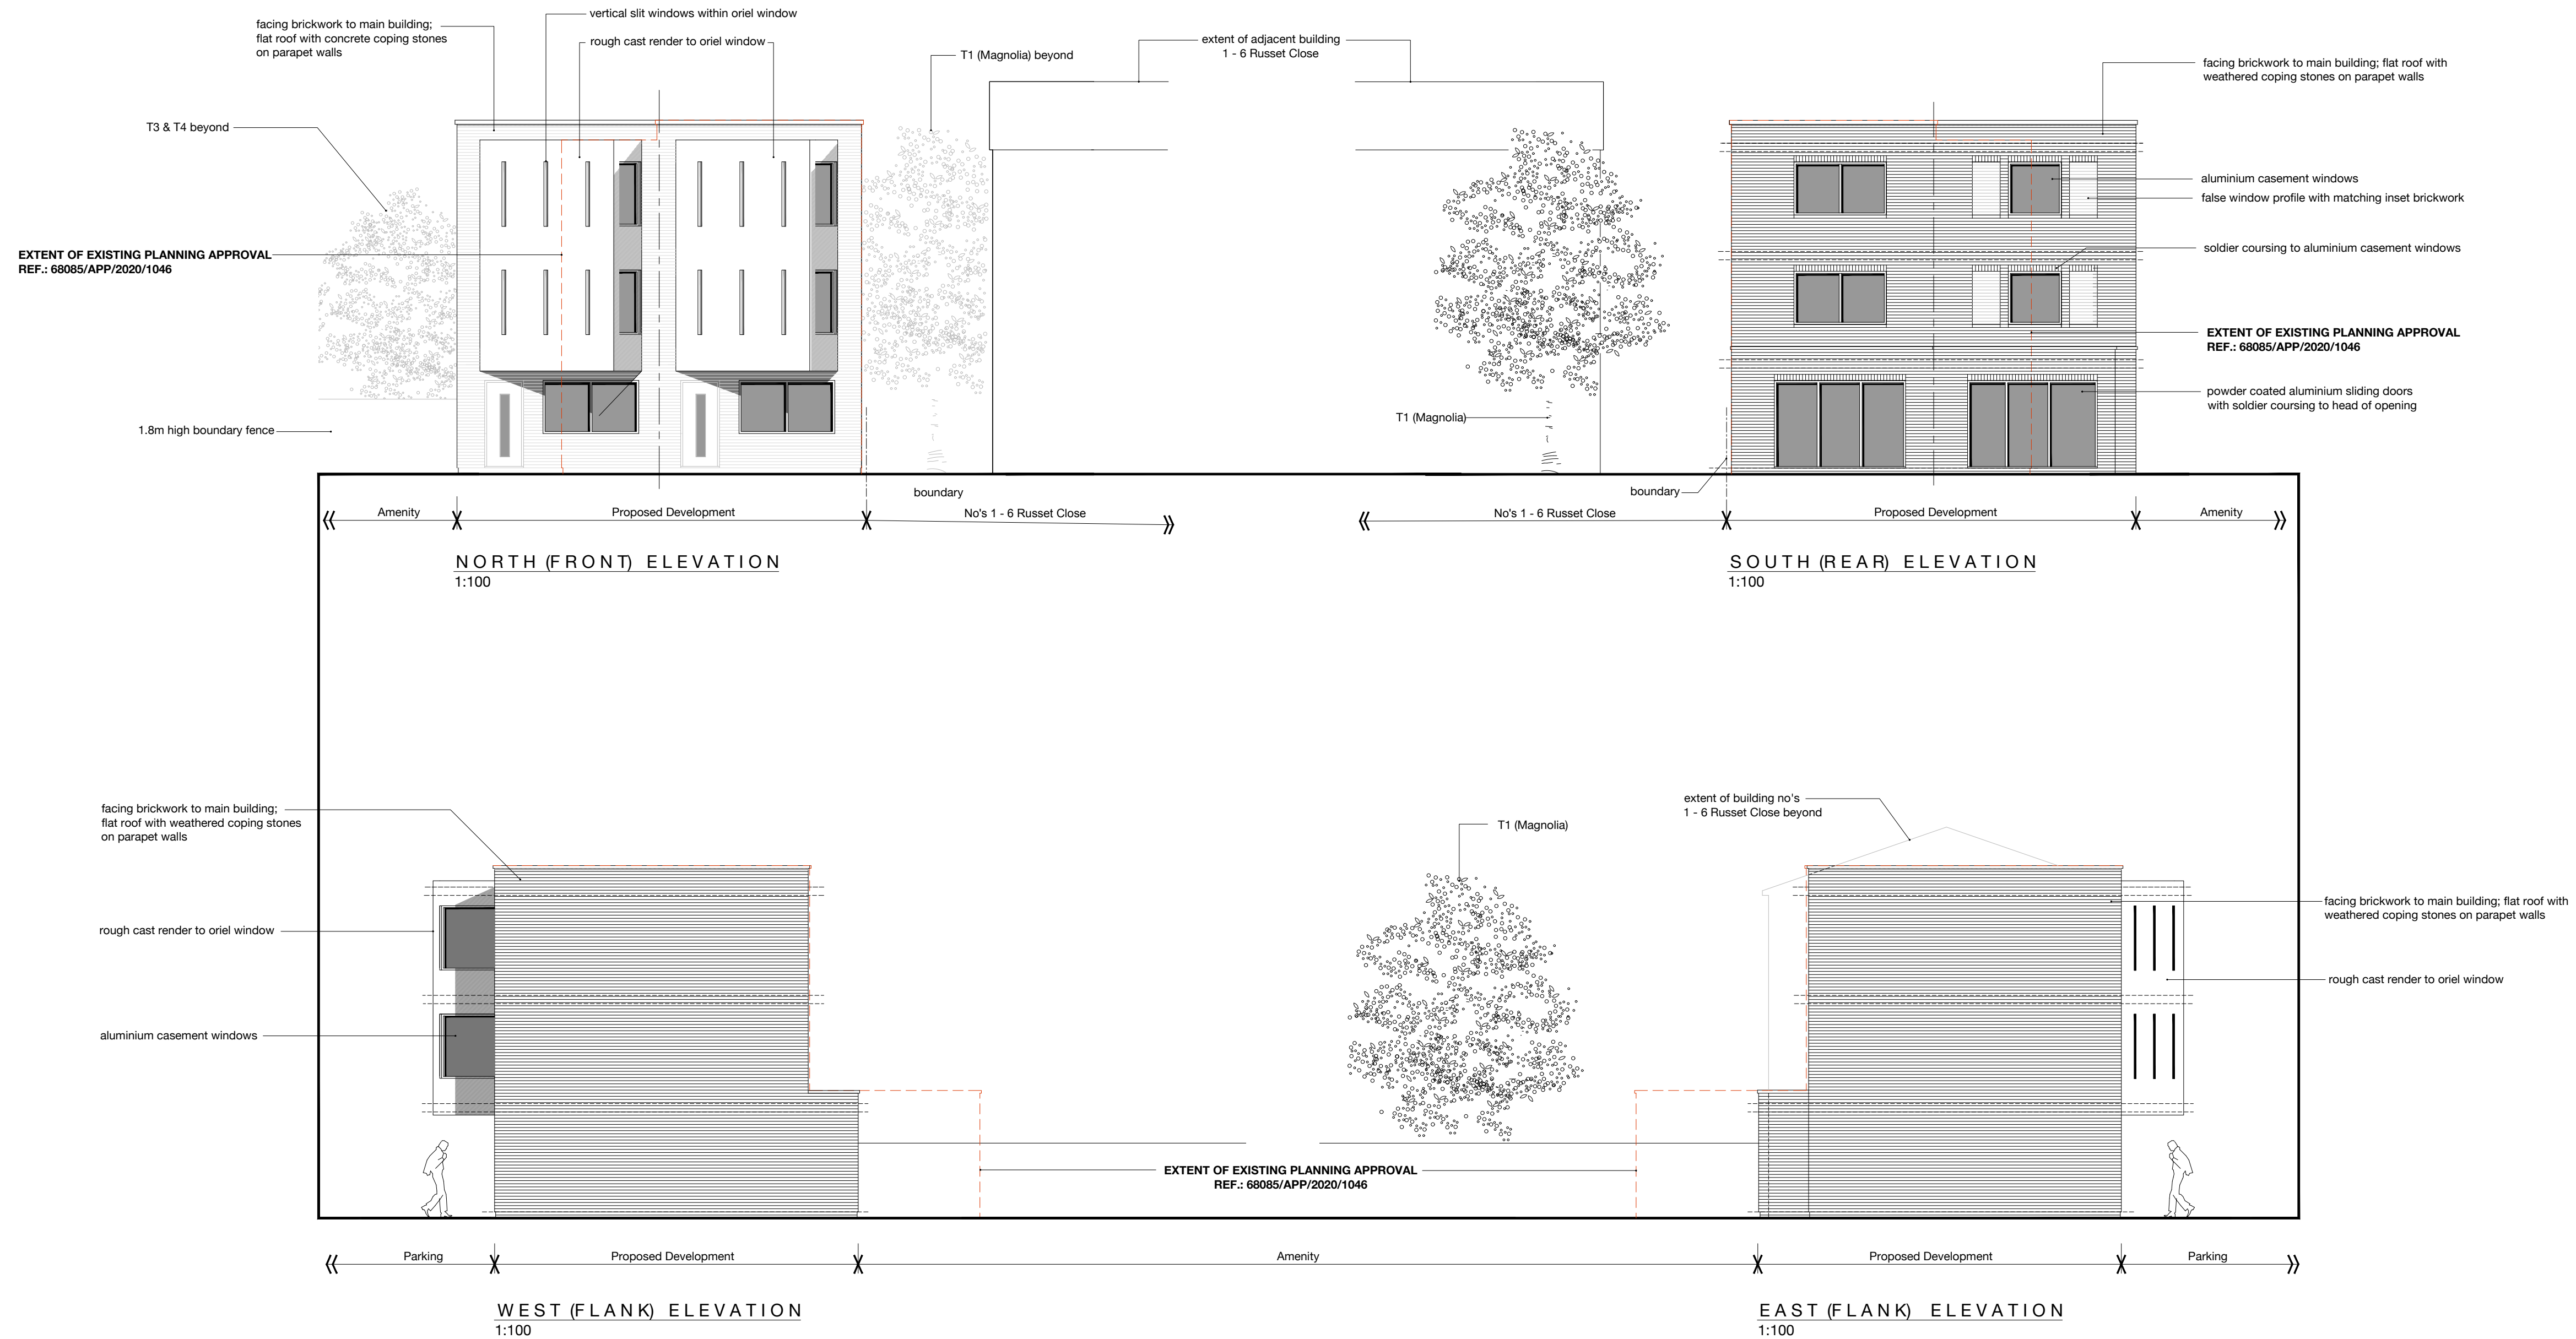 vertical slit windows within oriel window
facing brickwork to main building;
flat roof with concrete coping stones
on parapet walls
rough cast render to oriel window
T1 (Magnolia) beyond
extent of adjacent building
1 - 6 Russet Close
facing brickwork to main building; flat roof with
weathered coping stones on parapet walls
T3 & T4 beyond
aluminium casement windows
false window profile with matching inset brickwork
EXTENT OF EXISTING PLANNING APPROVAL
REF.: 68085/APP/2020/1046
soldier coursing to aluminium casement windows
EXTENT OF EXISTING PLANNING APPROVAL
REF.: 68085/APP/2020/1046
powder coated aluminium sliding doors
with soldier coursing to head of opening
T1 (Magnolia)
1.8m high boundary fence
boundary
boundary
Amenity
Proposed Development
No's 1 - 6 Russet Close
No's 1 - 6 Russet Close
Proposed Development
Amenity
NORTH (FRONT) ELEVATION
1:100
SOUTH (REAR) ELEVATION
1:100
facing brickwork to main building;
flat roof with weathered coping stones
on parapet walls
T1 (Magnolia)
extent of building no's
1 - 6 Russet Close beyond
rough cast render to oriel window
facing brickwork to main building; flat roof with
weathered coping stones on parapet walls
rough cast render to oriel window
aluminium casement windows
EXTENT OF EXISTING PLANNING APPROVAL
REF.: 68085/APP/2020/1046
Parking
Proposed Development
Amenity
Proposed Development
Parking
WEST (FLANK) ELEVATION
1:100
EAST (FLANK) ELEVATION
1:100